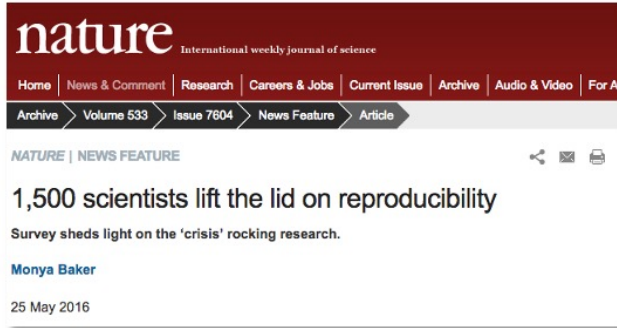 nature International weekly journal of science
Home News & Comment Research Careers & Jobs Current Issue Archive Audio & Video For
Archive Volume 533 Issue 7604 News Feature Article
NATURE | NEWS FEATURE
1,500 scientists lift the lid on reproducibility
Survey sheds light on the ‘crisis’ rocking research.
Monya Baker
25 May 2016